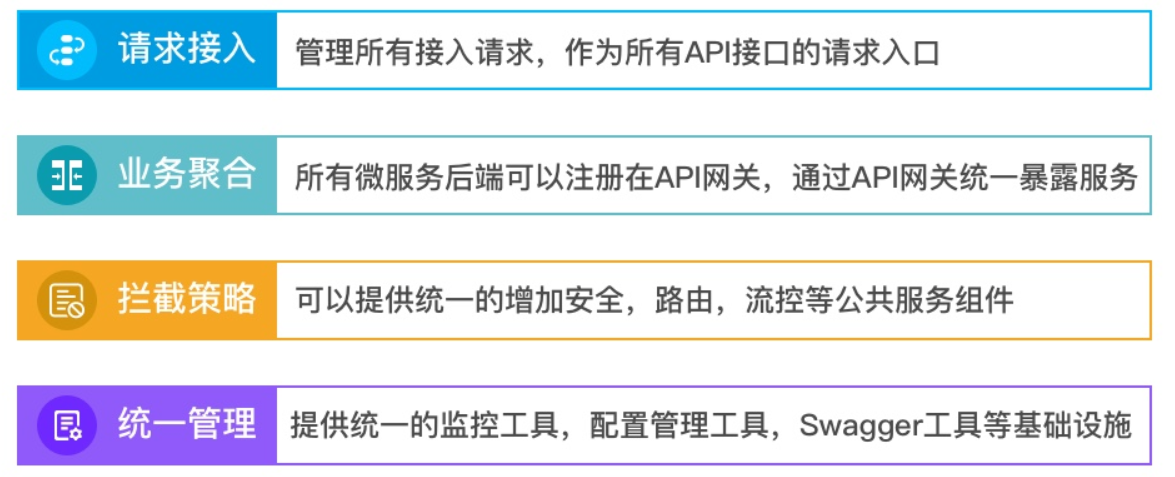 请求接入 管理所有接入请求，作为所有API接口的请求入口
业务聚合 所有微服务后端可以注册在API网关，通过API网关统一暴露服务
拦截策略 可以提供统一的增加安全，路由，流控等公共服务组件
统一管理 提供统一的监控工具，配置管理工具，Swagger工具等基础设施